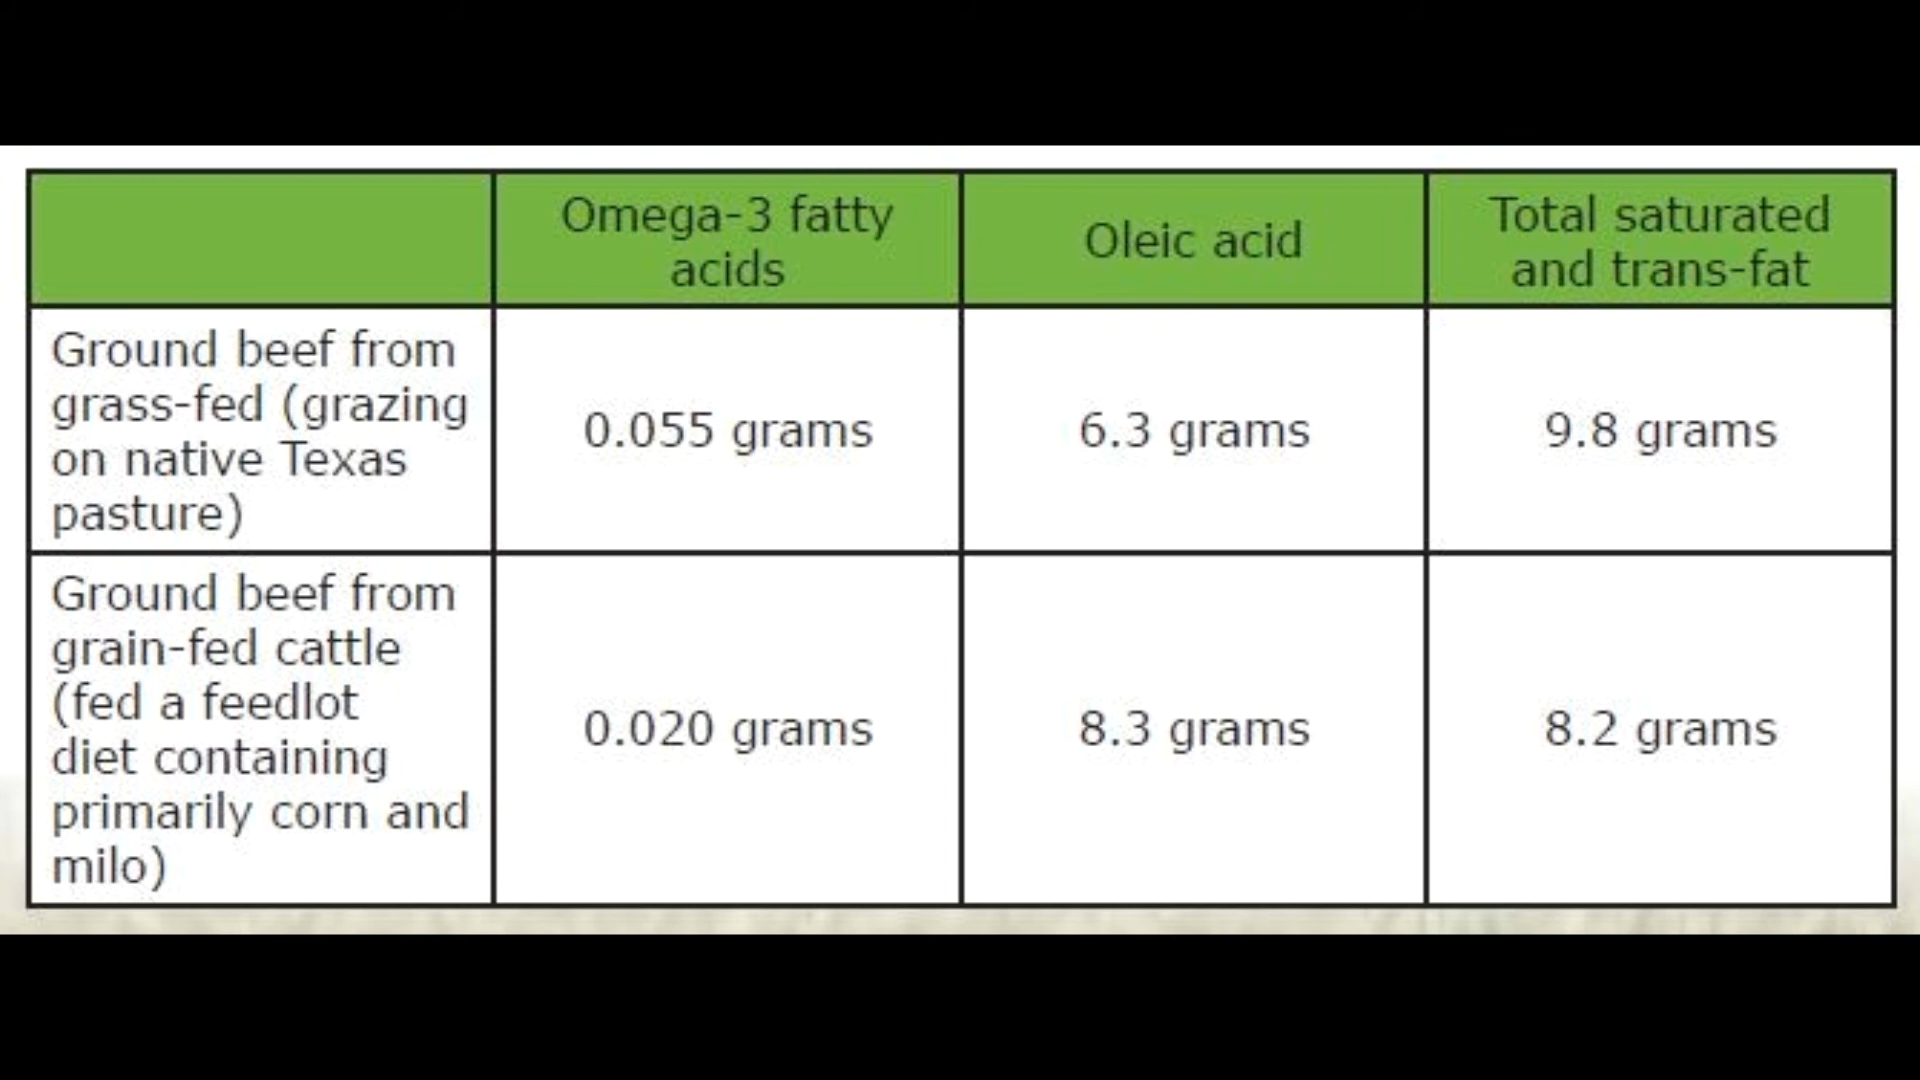 Omega-3 fatty
acids
Oleic acid
Total saturated
and trans-fat
Ground beef from
grass-fed (grazing
on native Texas
pasture)
0.055 grams
6.3 grams
9.8 grams
Ground beef from
grain-fed cattle
(fed a feedlot
diet containing
primarily corn and
milo)
0.020 grams
8.3 grams
8.2 grams